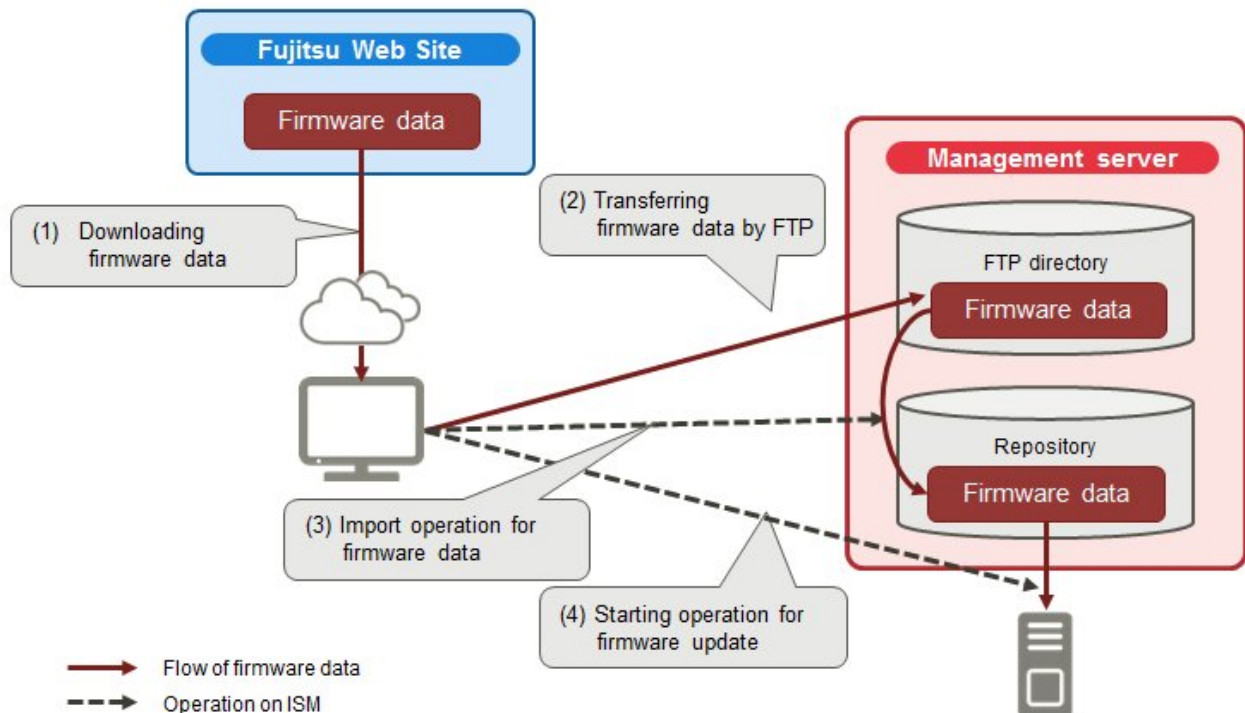 Fujitsu Web Site
Firmware data
(1) Downloading
firmware data
(2) Transferring
firmware data by FTP
Management server
FTP directory
Firmware data
Repository
Firmware data
(3) Import operation for
firmware data
(4) Starting operation for
firmware update
Flow of firmware data
Operation on ISM